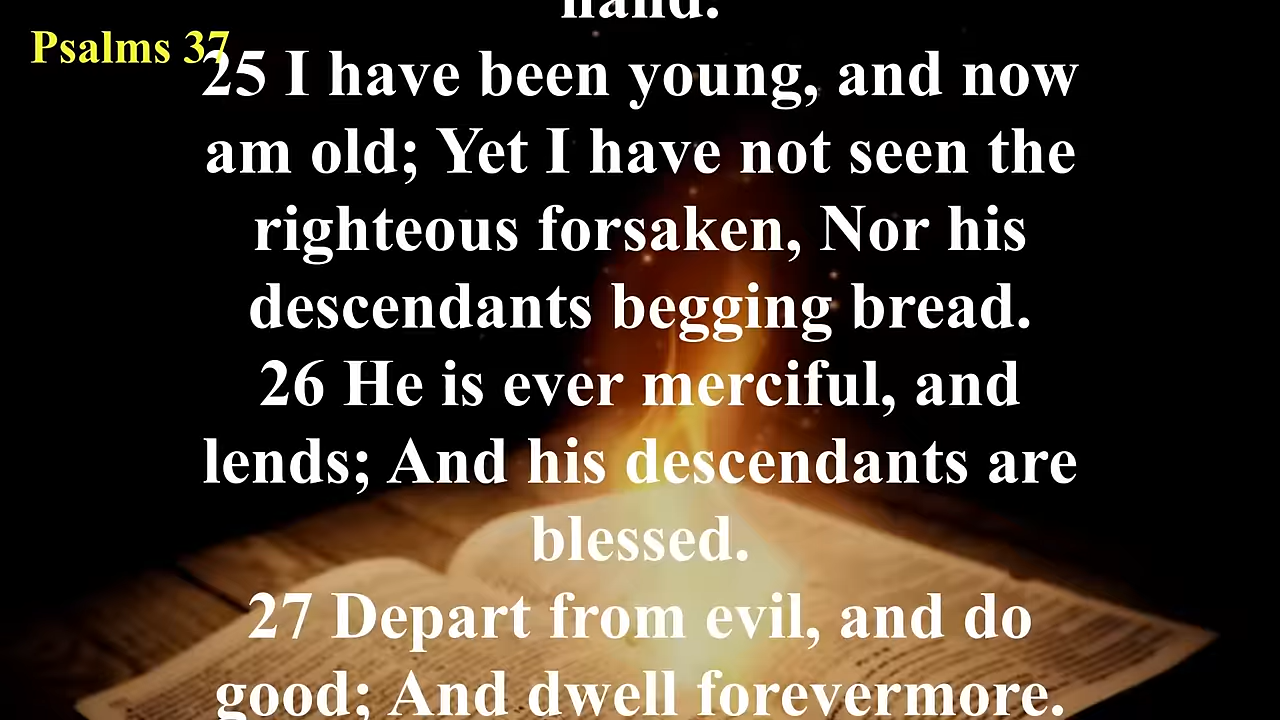 hand.
Psalms 37
25 I have been young, and now
am old; Yet I have not seen the
righteous forsaken, Nor his
descendants begging bread.
26 He is ever merciful, and
lends; And his descendants are
blessed.
27 Depart from evil, and do
good; And dwell forevermore.